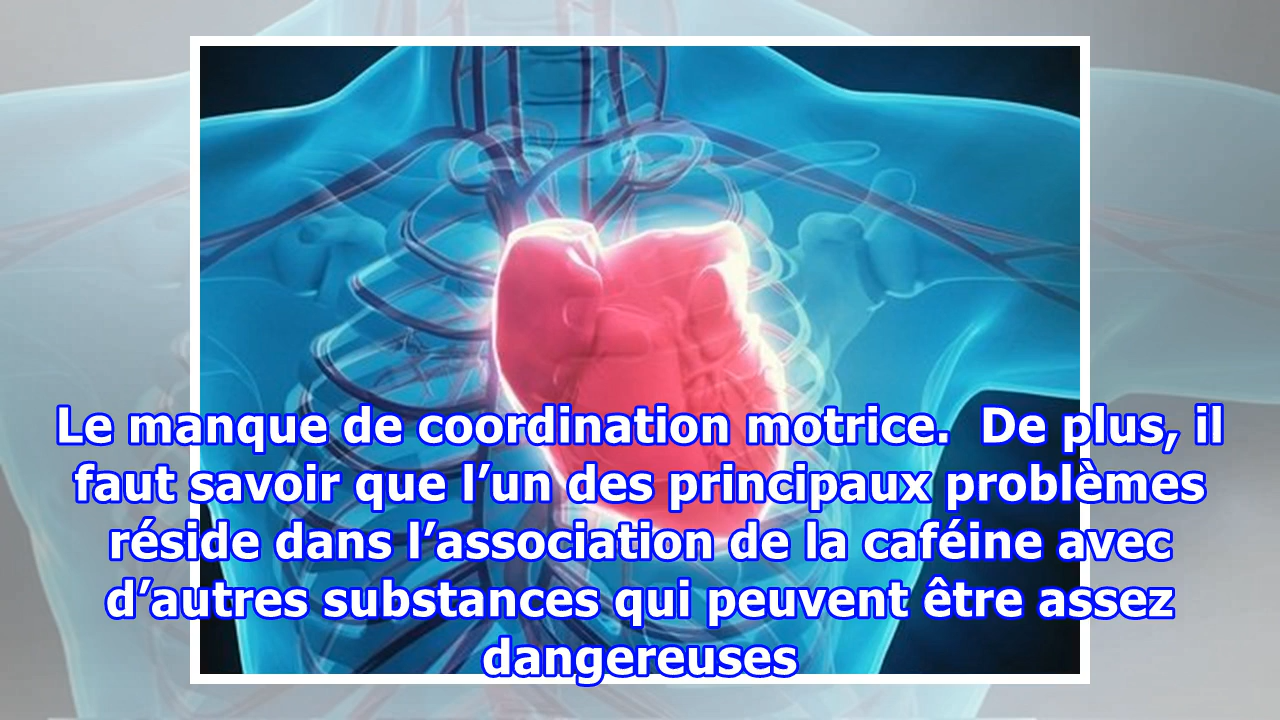 Le manque de coordination motrice.  De plus, il
faut savoir que l’un des principaux problèmes
réside dans l’association de la caféine avec
d’autres substances qui peuvent être assez
dangereuses